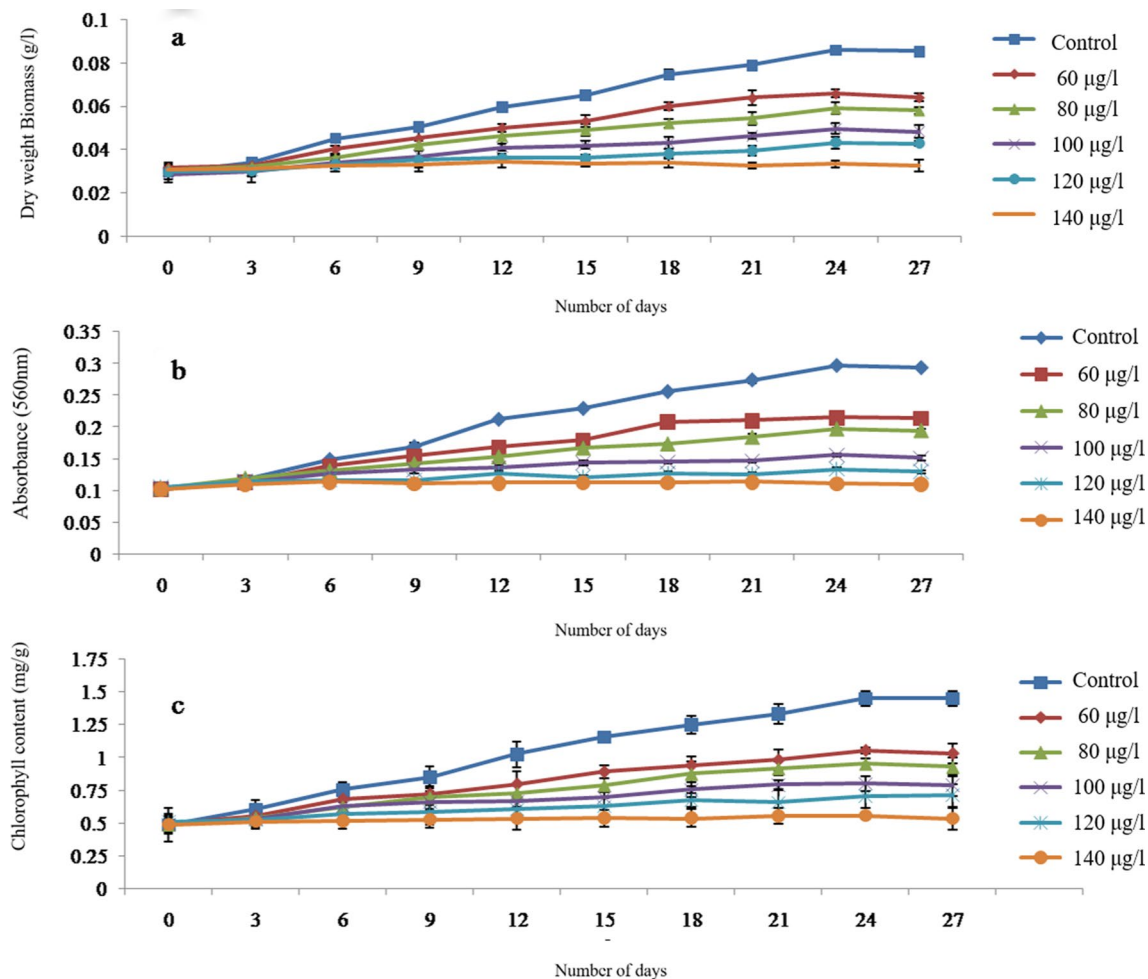 a
Dry weight Biomass (g/l)
0.1
0.08
0.06
0.04
0.02
0
0 3 6 9 12 15 18 21 24 27
Number of days
Control
60 µg/l
80 µg/l
100 µg/l
120 µg/l
140 µg/l
b
Absorbance (560nm)
0.35
0.3
0.25
0.2
0.15
0.1
0.05
0
0 3 6 9 12 15 18 21 24 27
Number of days
Control
60 µg/l
80 µg/l
100 µg/l
120 µg/l
140 µg/l
c
Chlorophyll content (mg/g)
1.75
1.5
1.25
1
0.75
0.5
0.25
0
0 3 6 9 12 15 18 21 24 27
Number of days
Control
60 µg/l
80 µg/l
100 µg/l
120 µg/l
140 µg/l